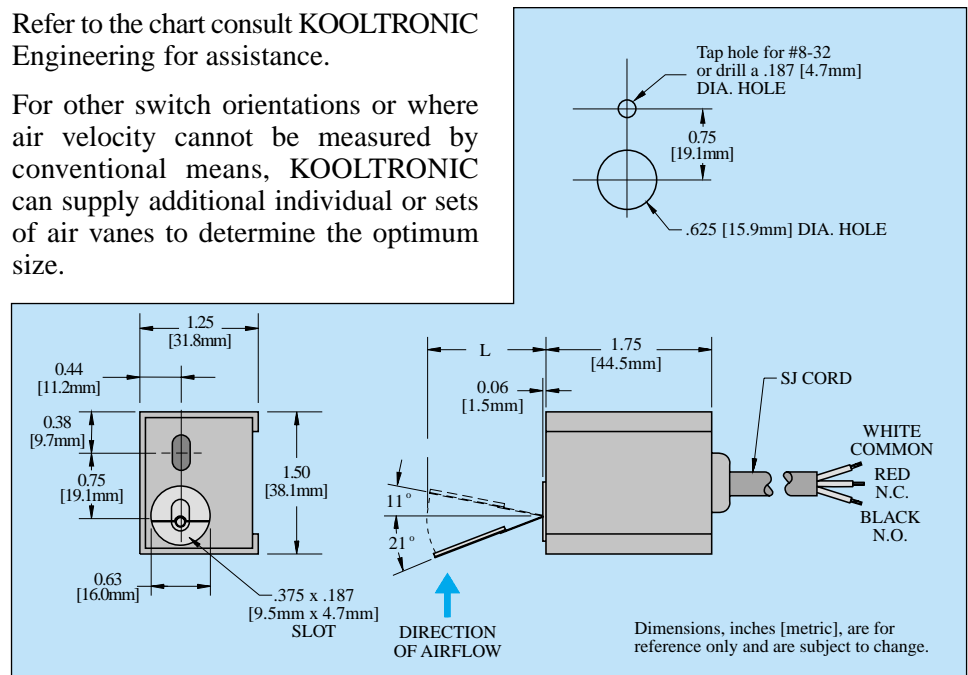 Refer to the chart consult KOOLTRONIC
Engineering for assistance.
For other switch orientations or where
air velocity cannot be measured by
conventional means, KOOLTRONIC
can supply additional individual or sets
of air vanes to determine the optimum
size.
Tap hole for #8-32
or drill a .187 [4.7mm]
DIA. HOLE
0.75
[19.1mm]
.625 [15.9mm] DIA. HOLE
1.25
[31.8mm]
0.44
[11.2mm]
0.38
[9.7mm]
0.75
[19.1mm]
1.50
[38.1mm]
0.63
[16.0mm]
.375 x .187
[9.5mm x 4.7mm]
SLOT
L
1.75
[44.5mm]
0.06
[1.5mm]
11°
21°
DIRECTION
OF AIRFLOW
SJ CORD
WHITE
COMMON
RED
N.C.
BLACK
N.O.
Dimensions, inches [metric], are for
reference only and are subject to change.